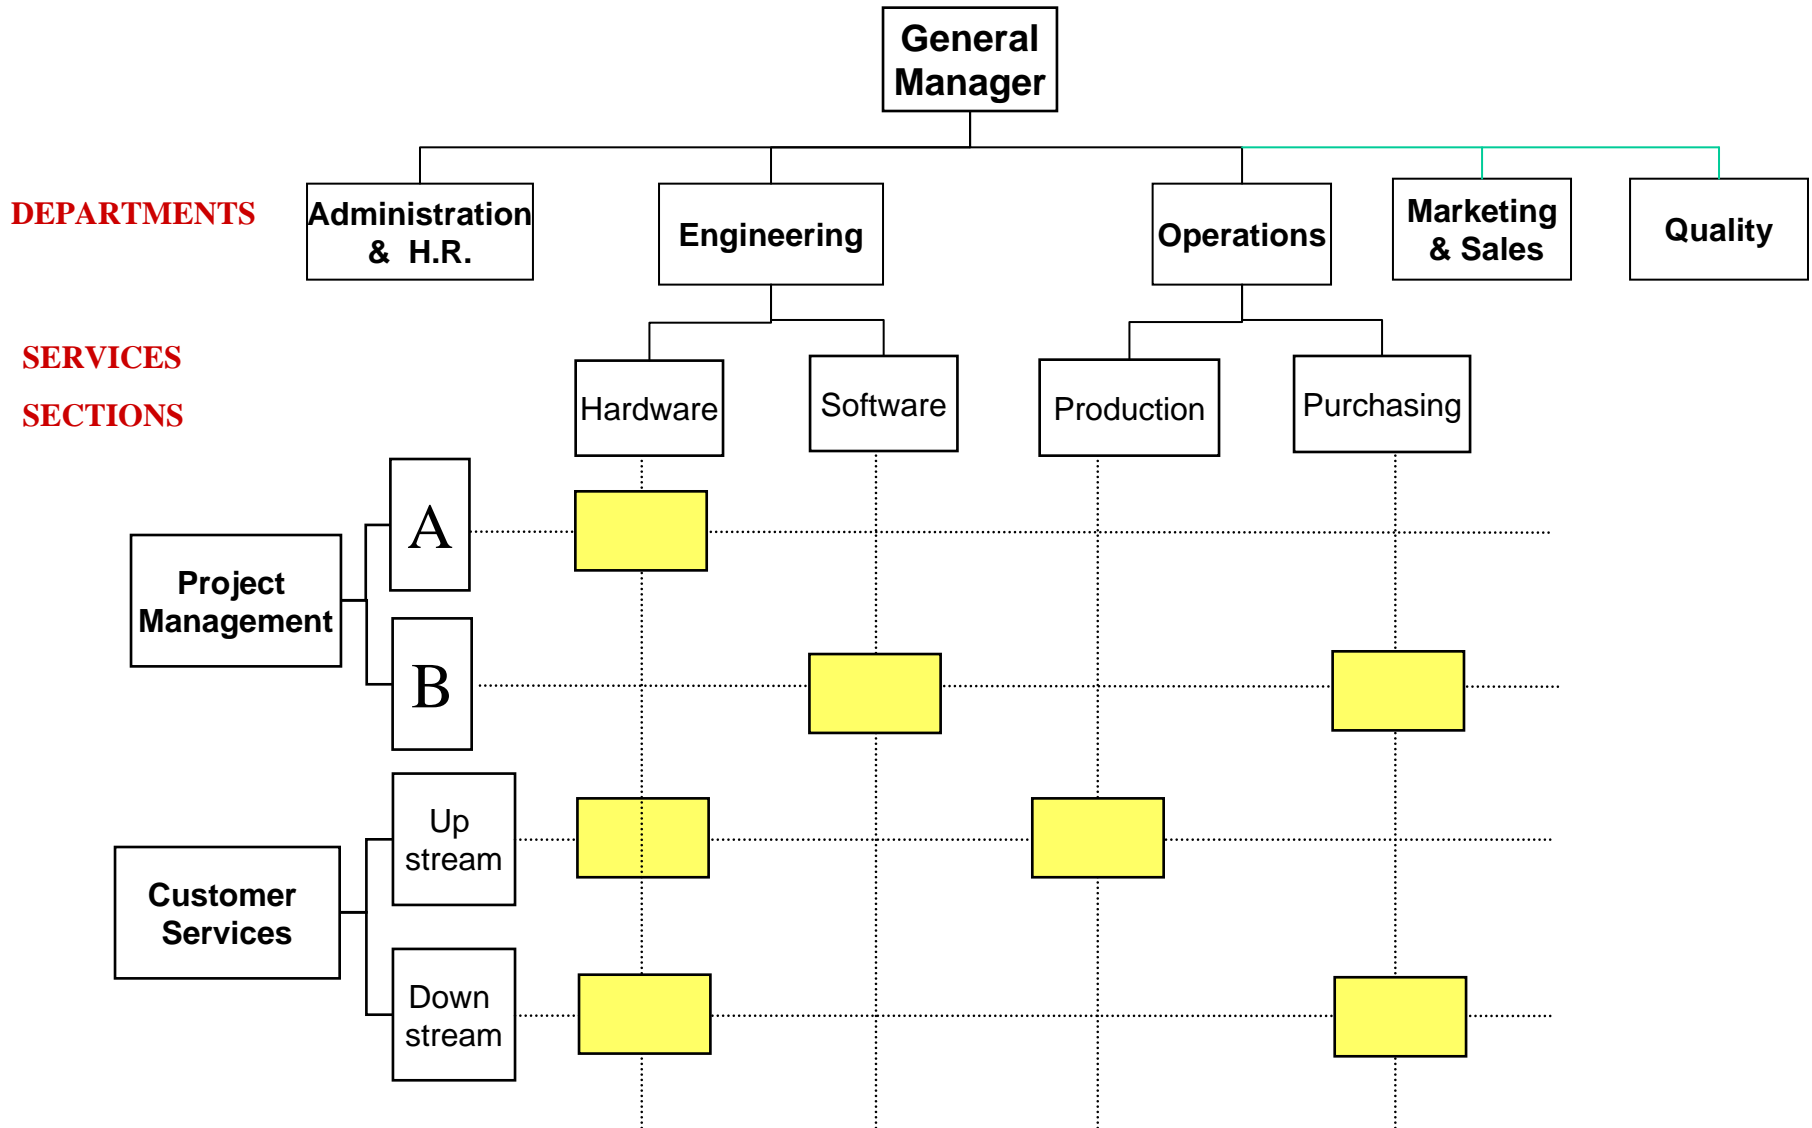 General
Manager
DEPARTMENTS
Administration
& H.R.
Engineering
Operations
Marketing
& Sales
Quality
SERVICES
SECTIONS
Hardware
Software
Production
Purchasing
A
Project
Management
B
Up
stream
Customer
Services
Down
stream